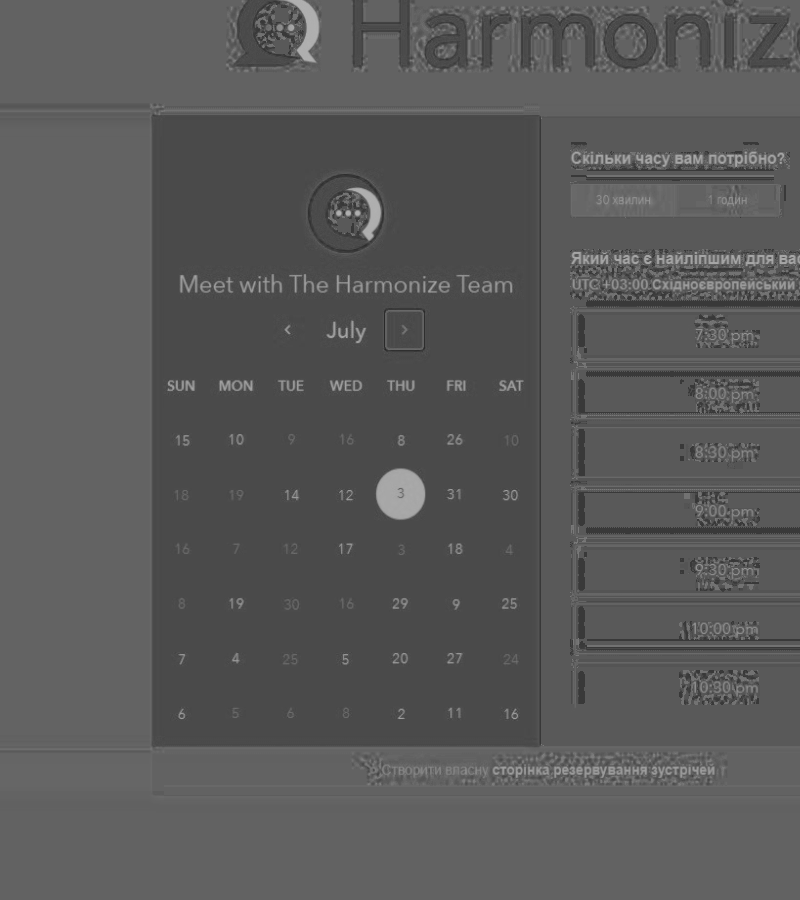 Harmoniz
Meet with The Harmonize Team
July
SUN MON TUE WED THU FRI SAT
15 10 9 16 8 26 10
18 19 14 12 3 31 30
16 7 12 17 3 18 4
8 19 30 16 29 9 25
7 4 25 5 20 27 24
6 5 6 8 2 11 16
Скільки часу вам потрібно?
30 хвилин 1 годин
Який час є найліпшим для вас
UTC +03:00 Східноєвропейський
7:30 pm
8:00 pm
8:30 pm
9:00 pm
9:30 pm
10:00 pm
10:30 pm
Створити власну сторінка резервування зустрічей